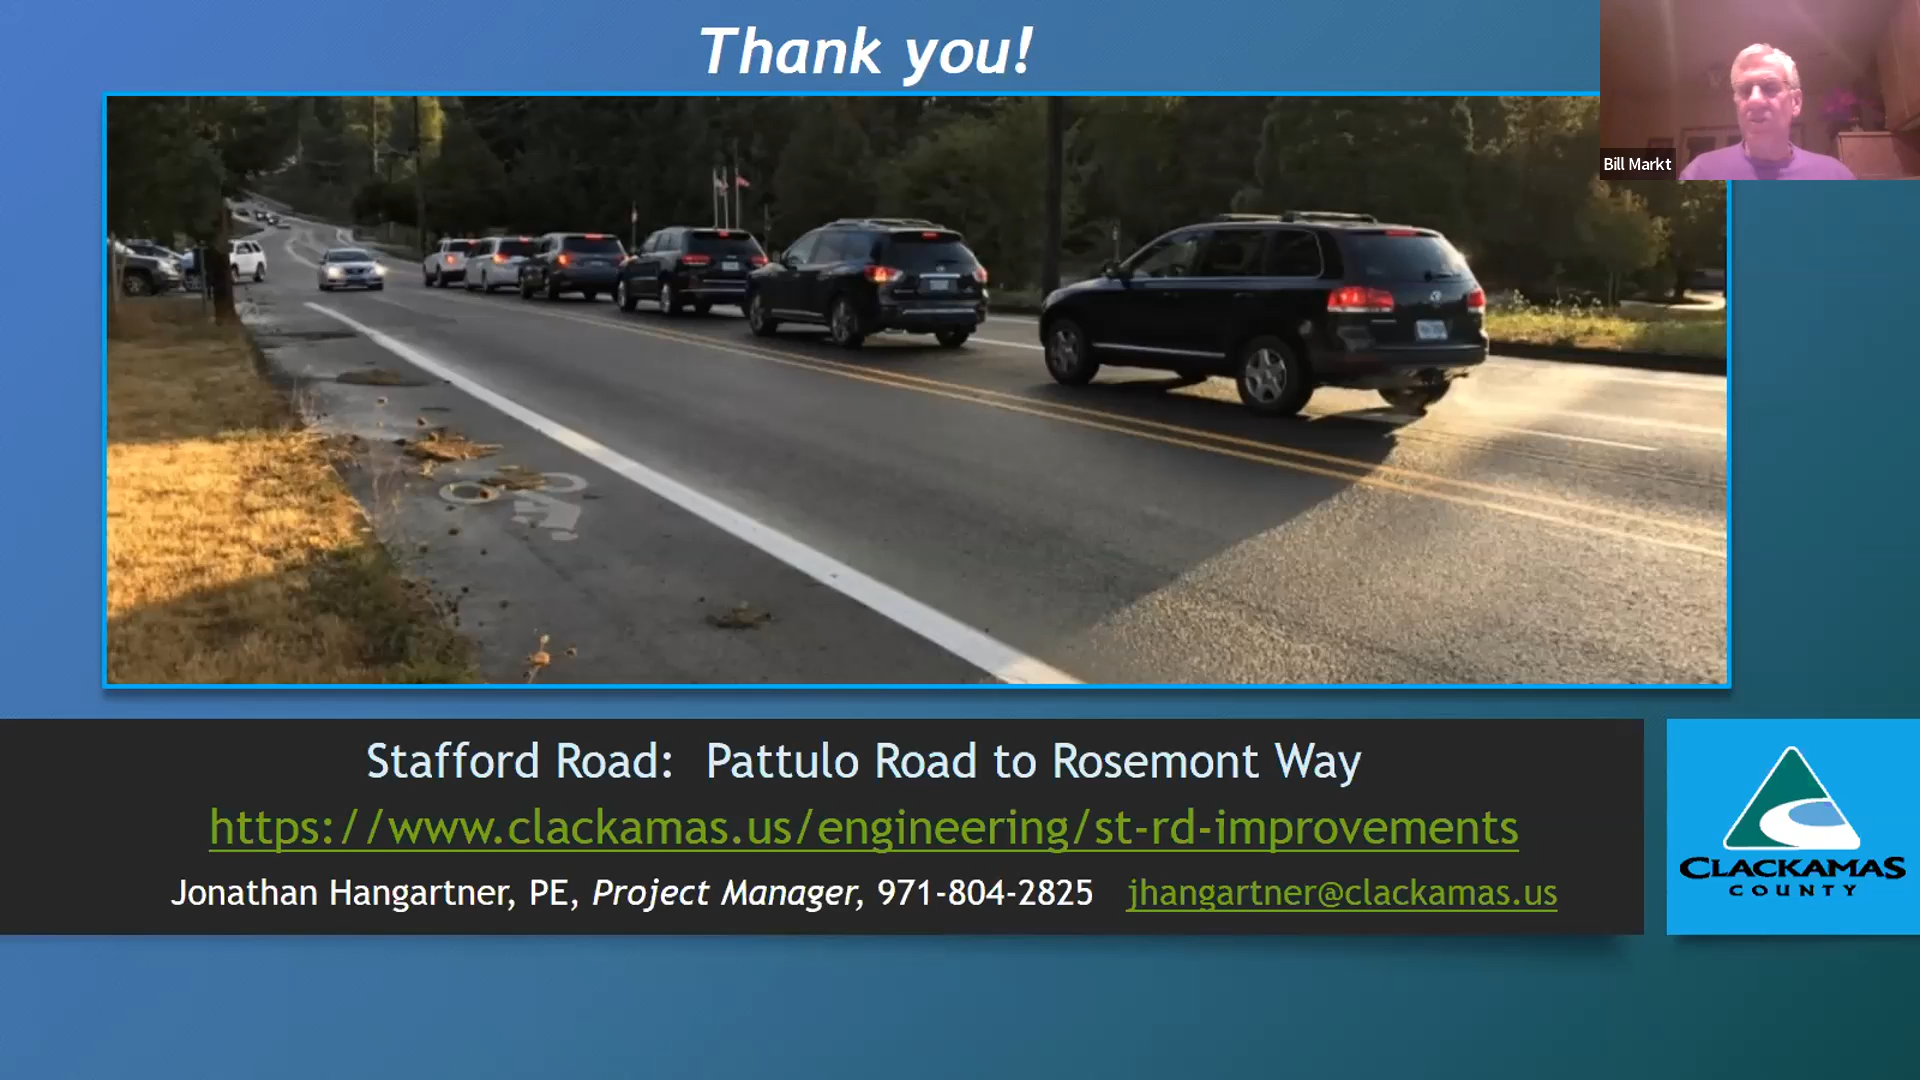 Thank you!
Bill Markt
Stafford Road:  Pattulo Road to Rosemont Way
https://www.clackamas.us/engineering/st-rd-improvements
Jonathan Hangartner, PE, Project Manager, 971-804-2825   jhangartner@clackamas.us
CLACKAMAS
COUNTY